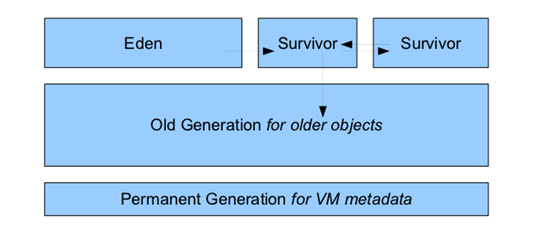 Eden
Survivor
Survivor
Old Generation for older objects
Permanent Generation for VM metadata